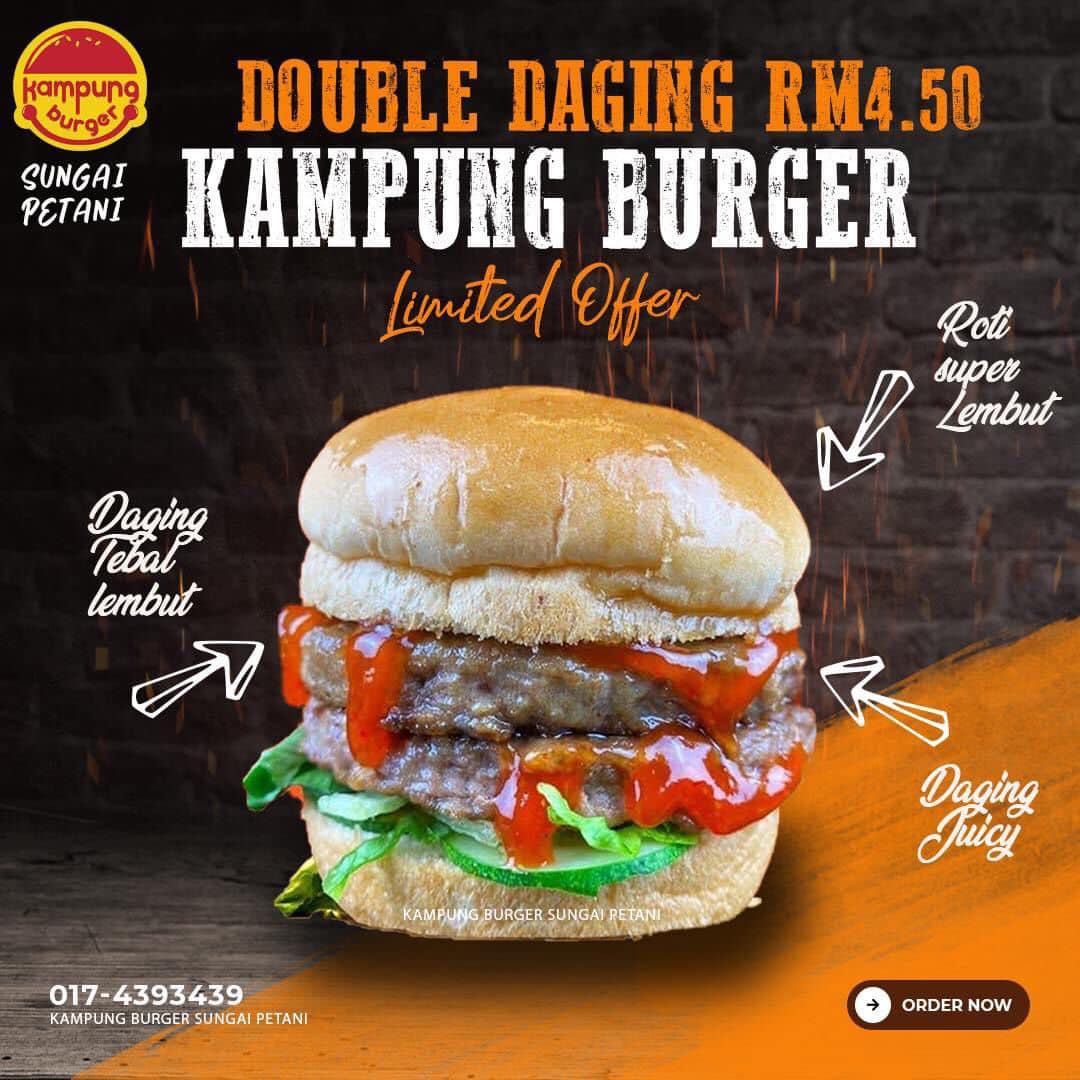 kampung
burger
SUNGAI
PETANI
DOUBLE DAGING RM4.50
KAMPUNG BURGER
Limited Offer
Roti
super
Lembut
Daging
Tebal
lembut
Daging
Juicy
KAMPUNG BURGER SUNGAI PETANI
017-4393439
KAMPUNG BURGER SUNGAI PETANI
ORDER NOW